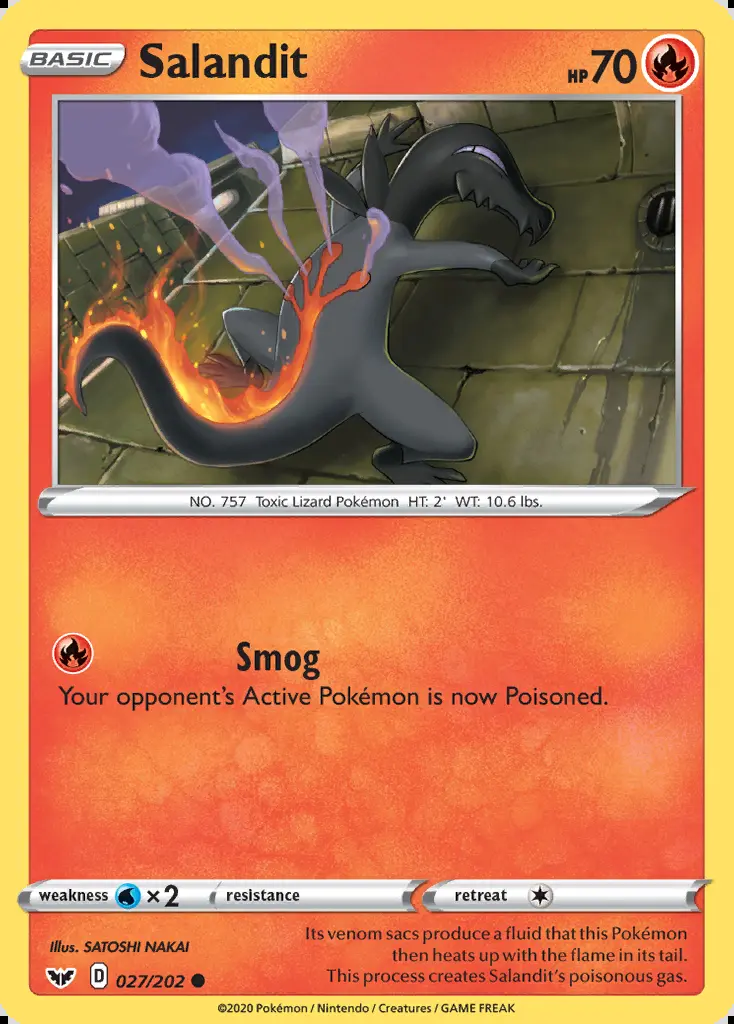 BASIC Salandit HP 70
NO. 757 Toxic Lizard Pokémon HT: 2' WT: 10.6 lbs.
Smog
Your opponent's Active Pokémon is now Poisoned.
weakness ×2 resistance retreat
Illus. SATOSHI NAKAI
Its venom sacs produce a fluid that this Pokémon
then heats up with the flame in its tail.
This process creates Salandit's poisonous gas.
D 027/202
©2020 Pokémon / Nintendo / Creatures / GAME FREAK